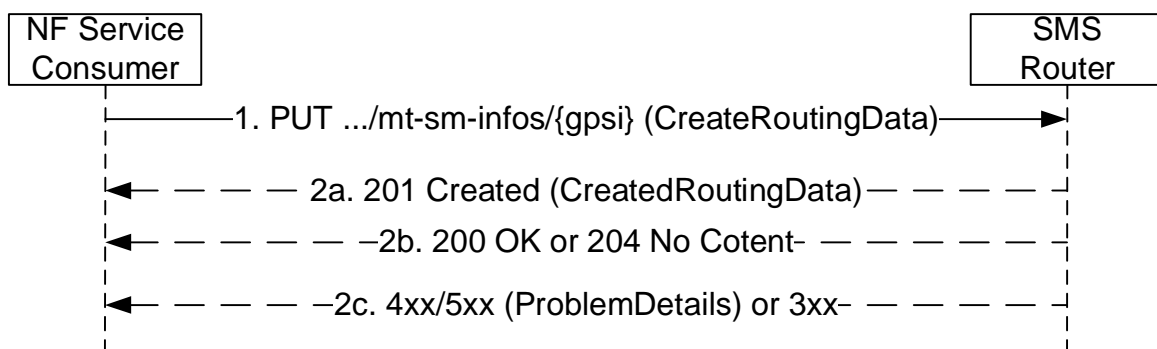 NF Service
Consumer
SMS
Router
1. PUT .../mt-sm-infos/{gpsi} (CreateRoutingData)
2a. 201 Created (CreatedRoutingData)
2b. 200 OK or 204 No Cotent
2c. 4xx/5xx (ProblemDetails) or 3xx